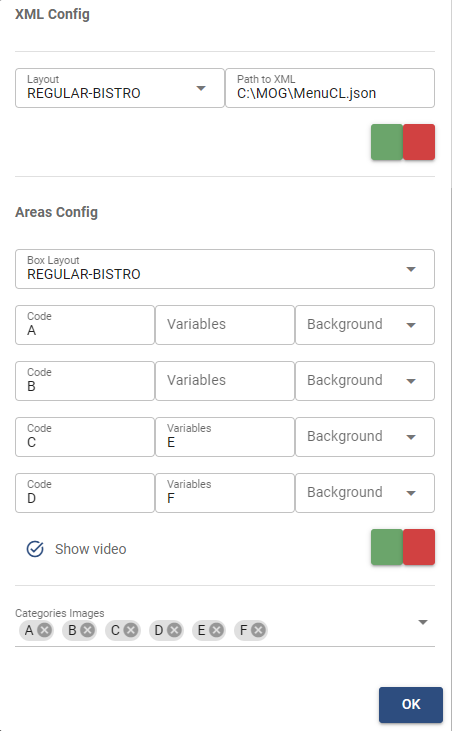 XML Config
Layout
REGULAR-BISTRO
Path to XML
C:\MOG\MenuCL.json
Areas Config
Box Layout
REGULAR-BISTRO
Code
A
Variables
Background
Code
B
Variables
Background
Code
C
Variables
E
Background
Code
D
Variables
F
Background
Show video
Categories Images
A B C D E F
OK